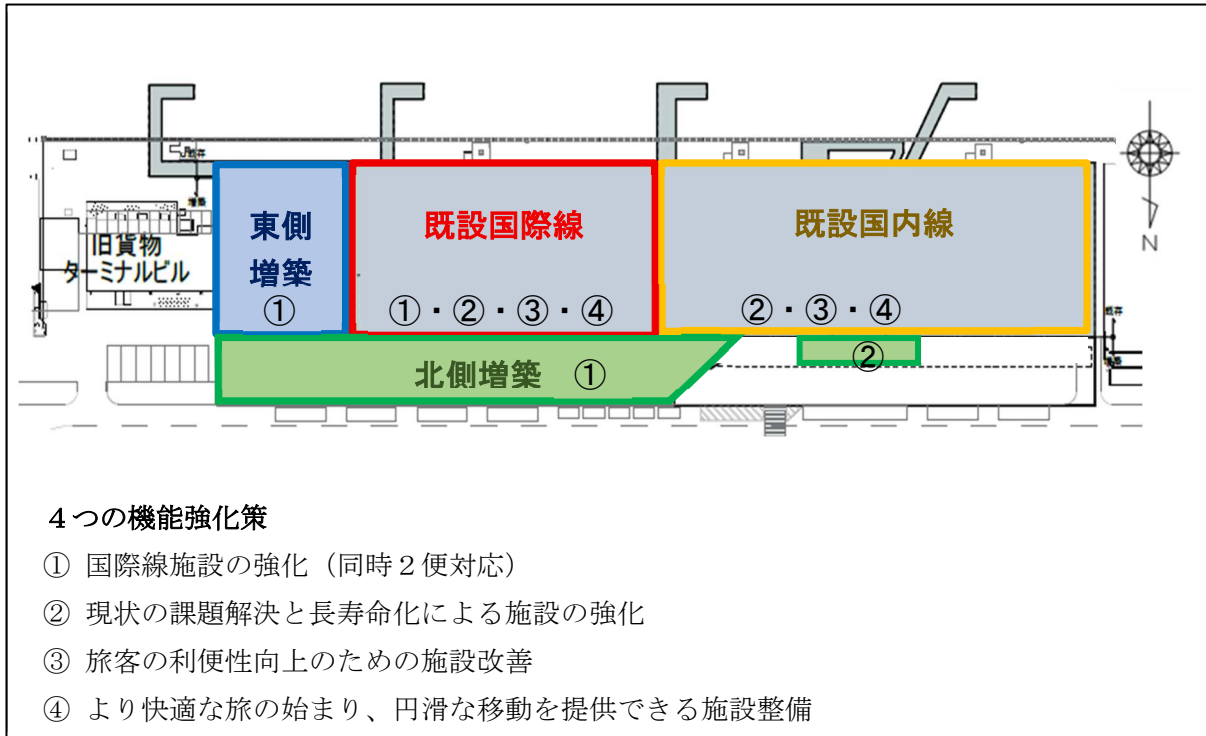 既存
増築
旧貨物
ターミナルビル
東側
増築
①
既設国際線
①・②・③・④
既設国内線
②・③・④
N
既存
北側増築 ①
②
４つの機能強化策
① 国際線施設の強化（同時２便対応）
② 現状の課題解決と長寿命化による施設の強化
③ 旅客の利便性向上のための施設改善
④ より快適な旅の始まり、円滑な移動を提供できる施設整備